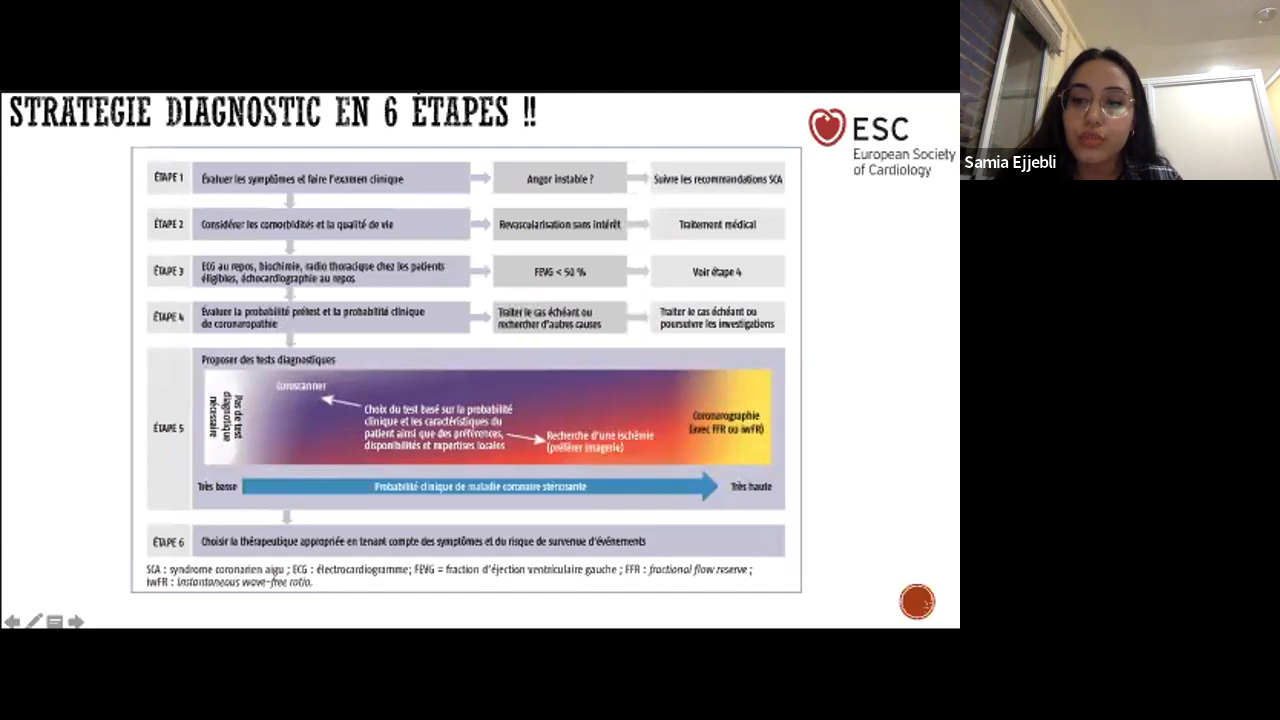 STRATEGIE DIAGNOSTIC EN 6 ÉTAPES !!
ESC
European Society
of Cardiology
Samia Ejjebli
ÉTAPE 1
Évaluer les symptômes et faire l'examen clinique
Angor instable ?
Suivre les recommandations SCA
ÉTAPE 2
Considérer les comorbidités et la qualité de vie
Revascularisation sans intérêt
Traitement médical
ÉTAPE 3
ECG au repos, biochimie, radio thoracique chez les patients
éligibles, échocardiographie au repos
FEVG < 50 %
Voir étape 4
ÉTAPE 4
Évaluer la probabilité prétest et la probabilité clinique
de coronaropathie
Traiter le cas échéant ou
rechercher d'autres causes
Traiter le cas échéant ou
poursuivre les investigations
ÉTAPE 5
Proposer des tests diagnostiques
Pas de test
diagnostique
nécessaire
Coroscanner
Choix du test basé sur la probabilité
clinique et les caractéristiques du
patient ainsi que des préférences,
disponibilités et expertises locales
Recherche d'une ischémie
(préférer imagerie)
Coronarographie
(avec FFR ou iwFR)
Très basse
Probabilité clinique de maladie coronaire sténosante
Très haute
ÉTAPE 6
Choisir la thérapeutique appropriée en tenant compte des symptômes et du risque de survenue d'événements
SCA : syndrome coronarien aigu ; ECG : électrocardiogramme; FEVG = fraction d'éjection ventriculaire gauche ; FFR : fractional flow reserve ;
iwFR : instantaneous wave-free ratio.